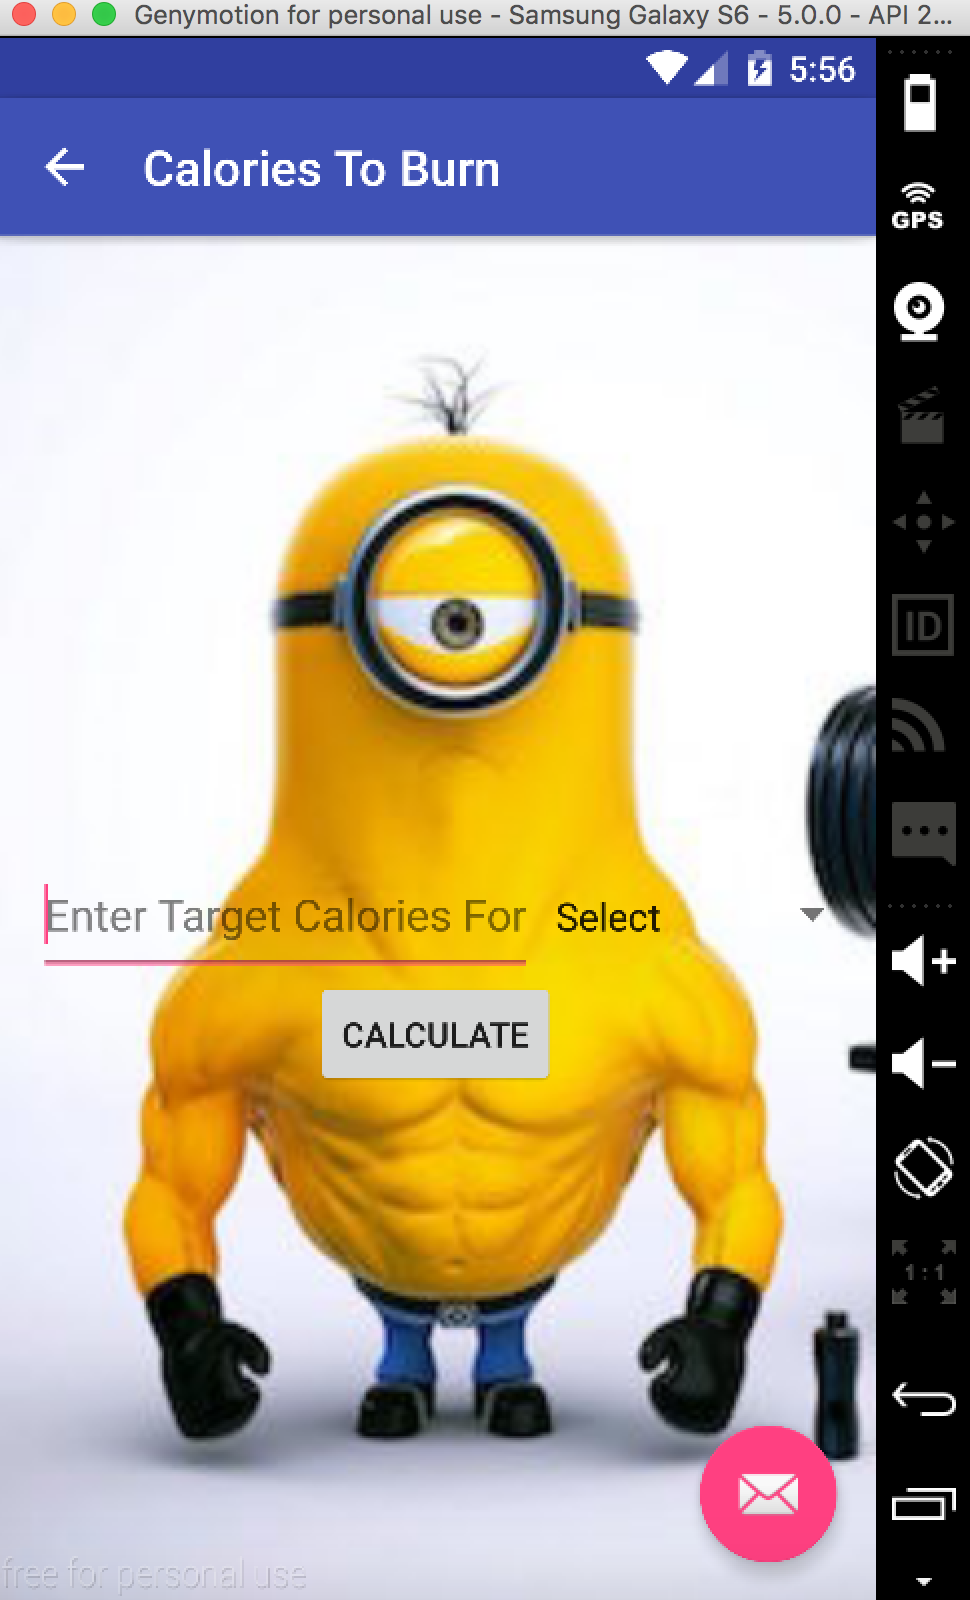 Genymotion for personal use - Samsung Galaxy S6 - 5.0.0 - API 2...
5:56
Calories To Burn
GPS
ID
Enter Target Calories For
Select
CALCULATE
1:1
free for personal use